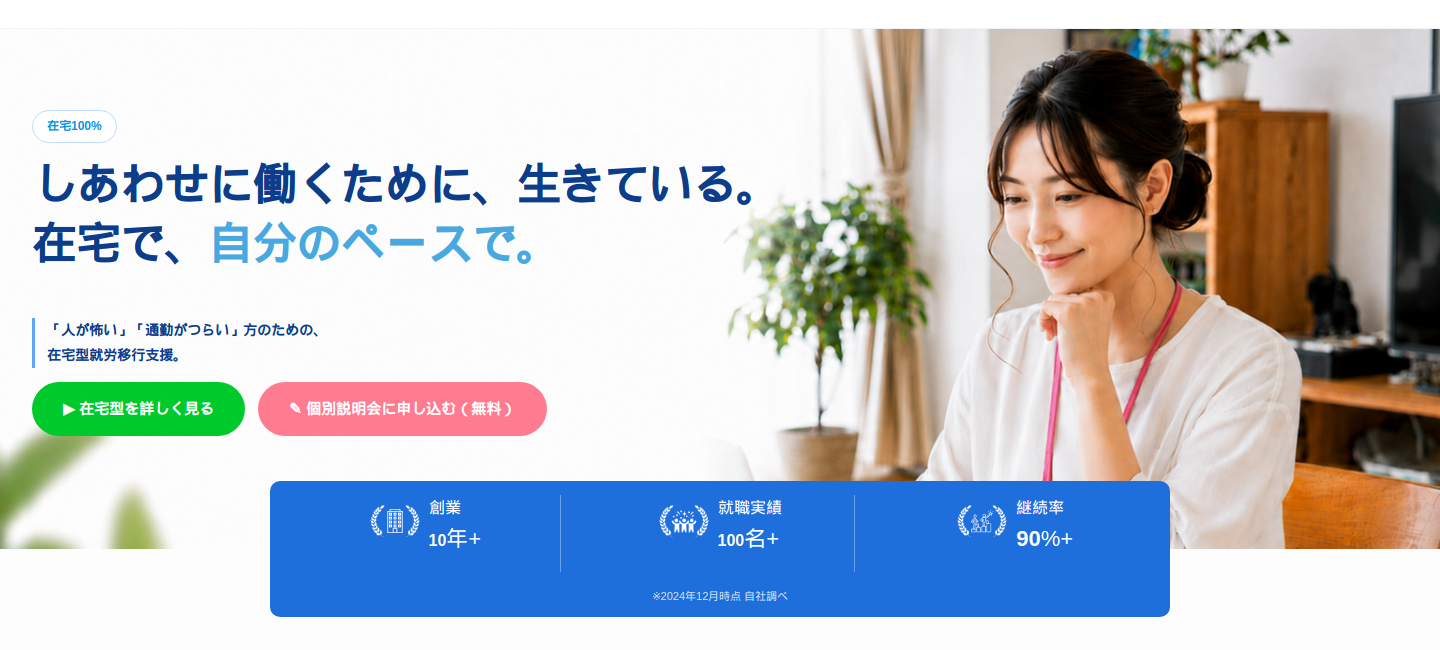 在宅100%
しあわせに働くために、生きている。
在宅で、自分のペースで。
「人が怖い」「通勤がつらい」方のための、
在宅型就労移行支援。
▶ 在宅型を詳しく見る
✎ 個別説明会に申し込む（無料）
創業
10年+
就職実績
100名+
継続率
90%+
※2024年12月時点 自社調べ